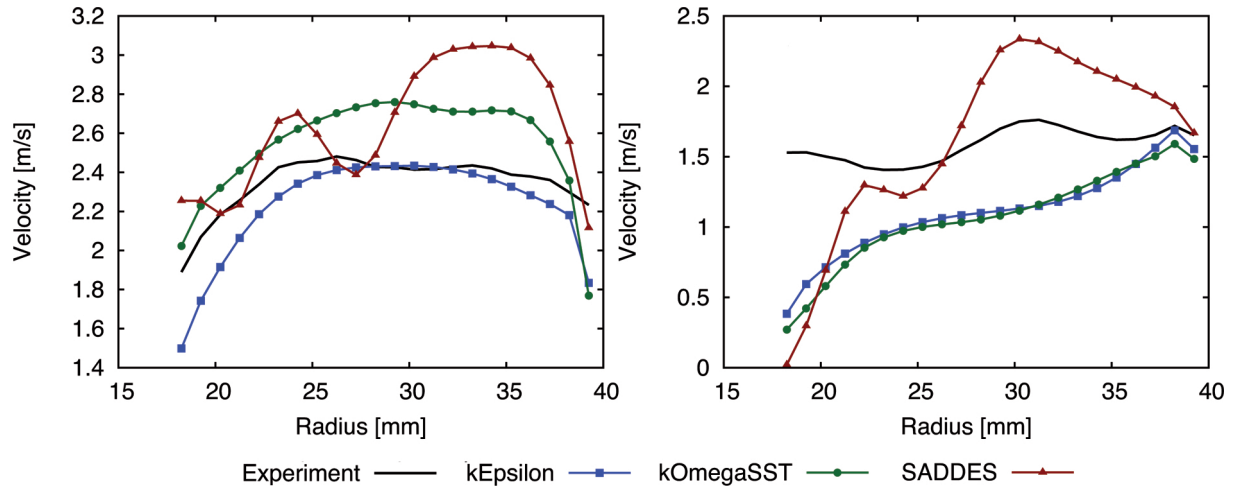 3.2
3
2.8
2.6
2.4
2.2
2
1.8
1.6
1.4
Velocity [m/s]
15 20 25 30 35 40
Radius [mm]
2.5
2
1.5
1
0.5
0
Velocity [m/s]
15 20 25 30 35 40
Radius [mm]
Experiment kEpsilon kOmegaSST SADDES